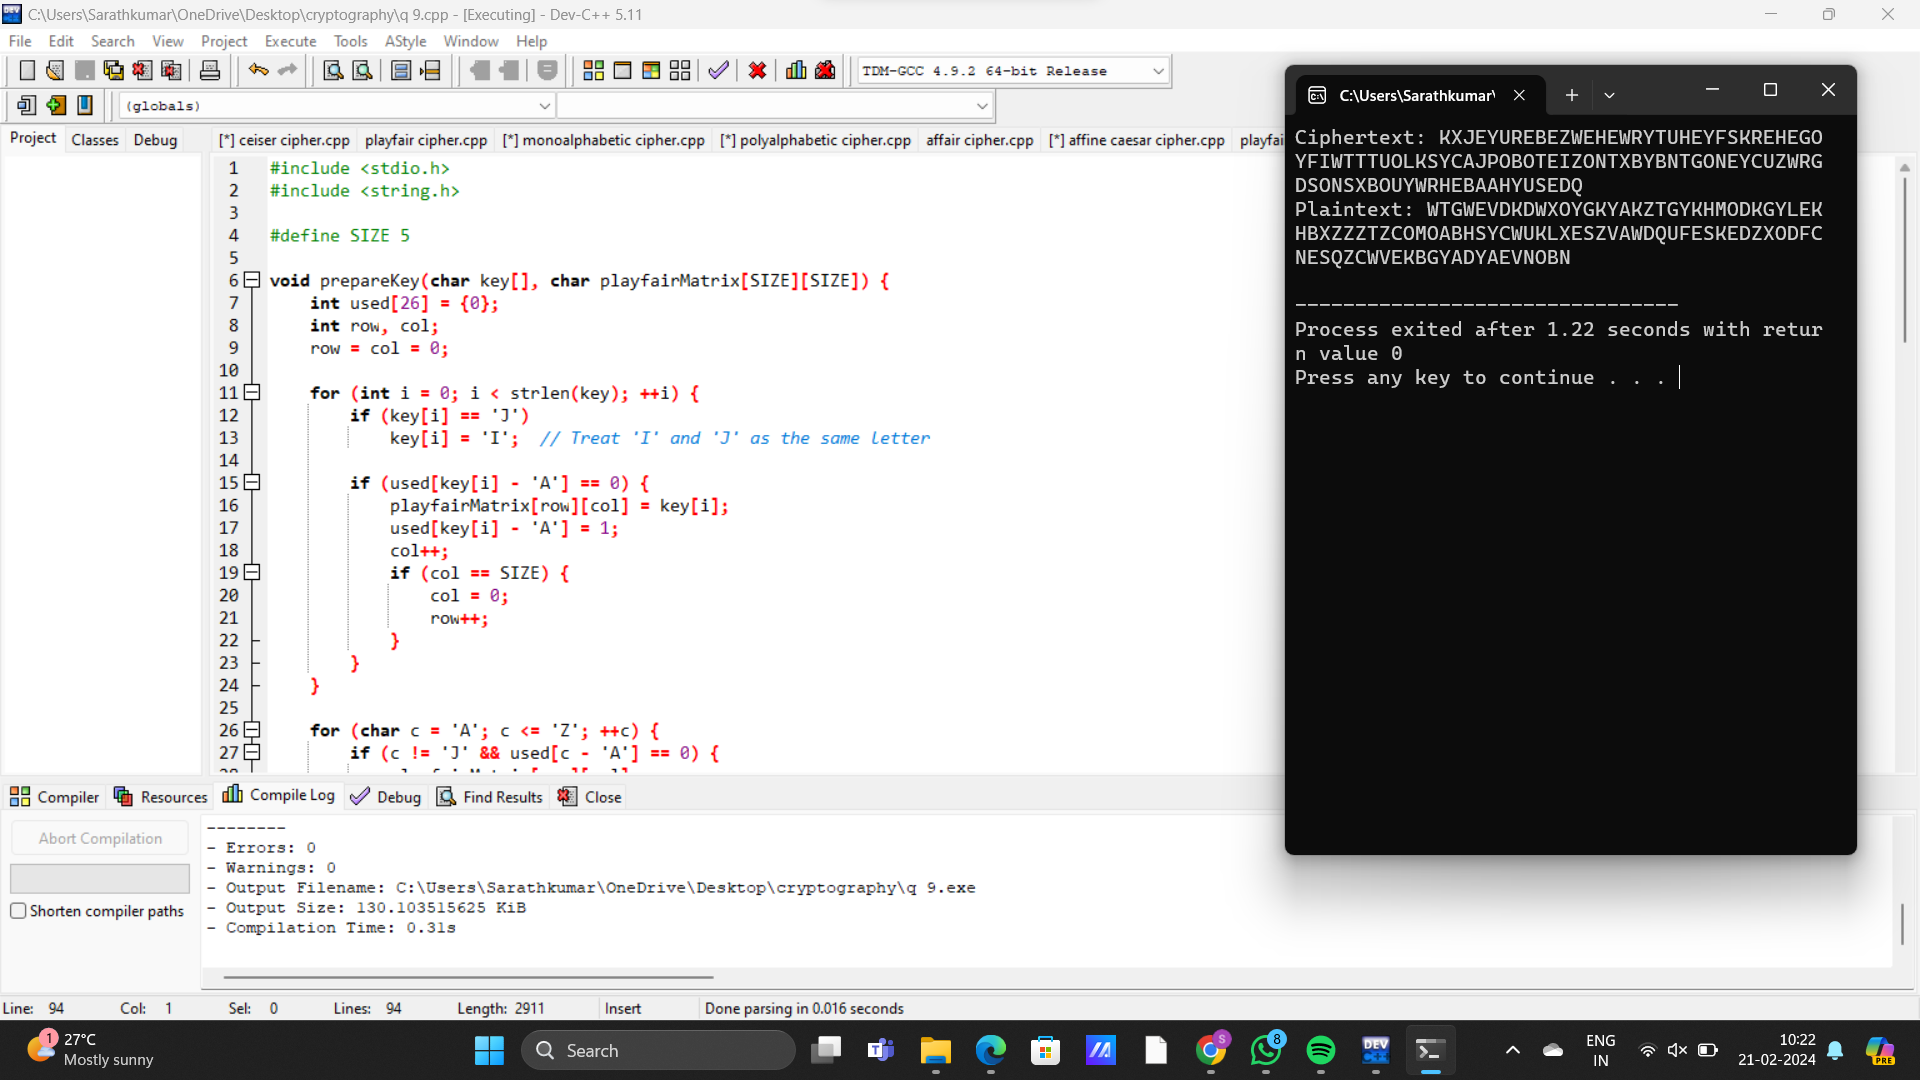 C:\Users\Sarathkumar\OneDrive\Desktop\cryptography\q 9.cpp - [Executing] - Dev-C++ 5.11
File Edit Search View Project Execute Tools AStyle Window Help
TDM-GCC 4.9.2 64-bit Release
(globals)
Project Classes Debug
[*] ceiser cipher.cpp playfair cipher.cpp [*] monoalphabetic cipher.cpp [*] polyalphabetic cipher.cpp affair cipher.cpp [*] affine caesar cipher.cpp playfai
1 #include <stdio.h>
2 #include <string.h>
3
4 #define SIZE 5
5
6 void prepareKey(char key[], char playfairMatrix[SIZE][SIZE]) {
7 int used[26] = {0};
8 int row, col;
9 row = col = 0;
10
11 for (int i = 0; i < strlen(key); ++i) {
12 if (key[i] == 'J')
13 key[i] = 'I'; // Treat 'I' and 'J' as the same letter
14
15 if (used[key[i] - 'A'] == 0) {
16 playfairMatrix[row][col] = key[i];
17 used[key[i] - 'A'] = 1;
18 col++;
19 if (col == SIZE) {
20 col = 0;
21 row++;
22 }
23 }
24 }
25
26 for (char c = 'A'; c <= 'Z'; ++c) {
27 if (c != 'J' && used[c - 'A'] == 0) {
C:\Users\Sarathkumar\
Ciphertext: KXJEYUREBEZWEHEWRYTUHEYFSKREHEGO
YFIWTTTUOLKSYCAJPOBOTEIZONTXBYBNTGONEYCUZWRG
DSONSXBOUYWRHEBAAHYUSEDQ
Plaintext: WTGWEVDKDWXOYGKYAKZTGYKHMODKGYLEK
HBXZZZTZCOMOABHSYCWUKLXESZVAWDQUFESKEDZXODFC
NESQZCWVEKBGYADYAEVNOBN
--------------------------------
Process exited after 1.22 seconds with retur
n value 0
Press any key to continue . . .
Compiler Resources Compile Log Debug Find Results Close
Abort Compilation
Shorten compiler paths
--------
- Errors: 0
- Warnings: 0
- Output Filename: C:\Users\Sarathkumar\OneDrive\Desktop\cryptography\q 9.exe
- Output Size: 130.103515625 KiB
- Compilation Time: 0.31s
Line: 94 Col: 1 Sel: 0 Lines: 94 Length: 2911 Insert Done parsing in 0.016 seconds
1
27°C
Mostly sunny
Search
S
8
DEV
C++
ENG
IN
10:22
21-02-2024
PRE